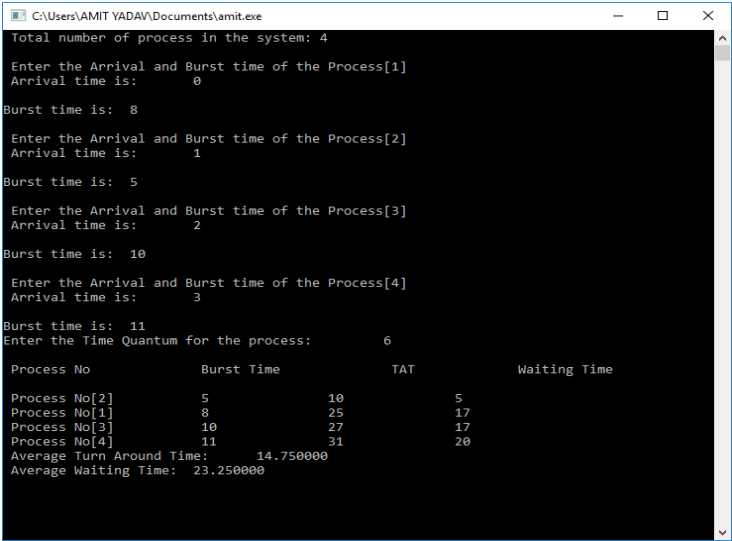 C:\Users\AMIT YADAV\Documents\amit.exe
Total number of process in the system: 4
Enter the Arrival and Burst time of the Process[1]
Arrival time is: 0
Burst time is: 8
Enter the Arrival and Burst time of the Process[2]
Arrival time is: 1
Burst time is: 5
Enter the Arrival and Burst time of the Process[3]
Arrival time is: 2
Burst time is: 10
Enter the Arrival and Burst time of the Process[4]
Arrival time is: 3
Burst time is: 11
Enter the Time Quantum for the process: 6
Process No Burst Time TAT Waiting Time
Process No[2] 5 10 5
Process No[1] 8 25 17
Process No[3] 10 27 17
Process No[4] 11 31 20
Average Turn Around Time: 14.750000
Average Waiting Time: 23.250000